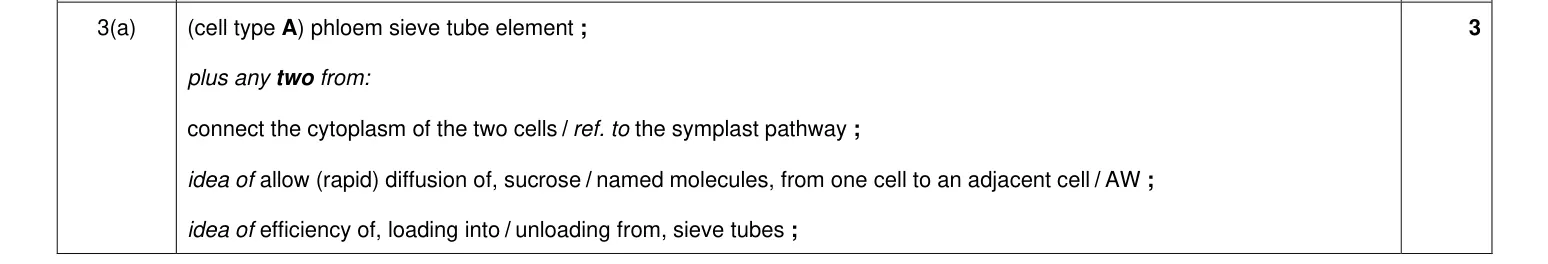 3(a)
(cell type A) phloem sieve tube element ;
3
plus any two from:
connect the cytoplasm of the two cells / ref. to the symplast pathway ;
idea of allow (rapid) diffusion of, sucrose / named molecules, from one cell to an adjacent cell / AW ;
idea of efficiency of, loading into / unloading from, sieve tubes ;